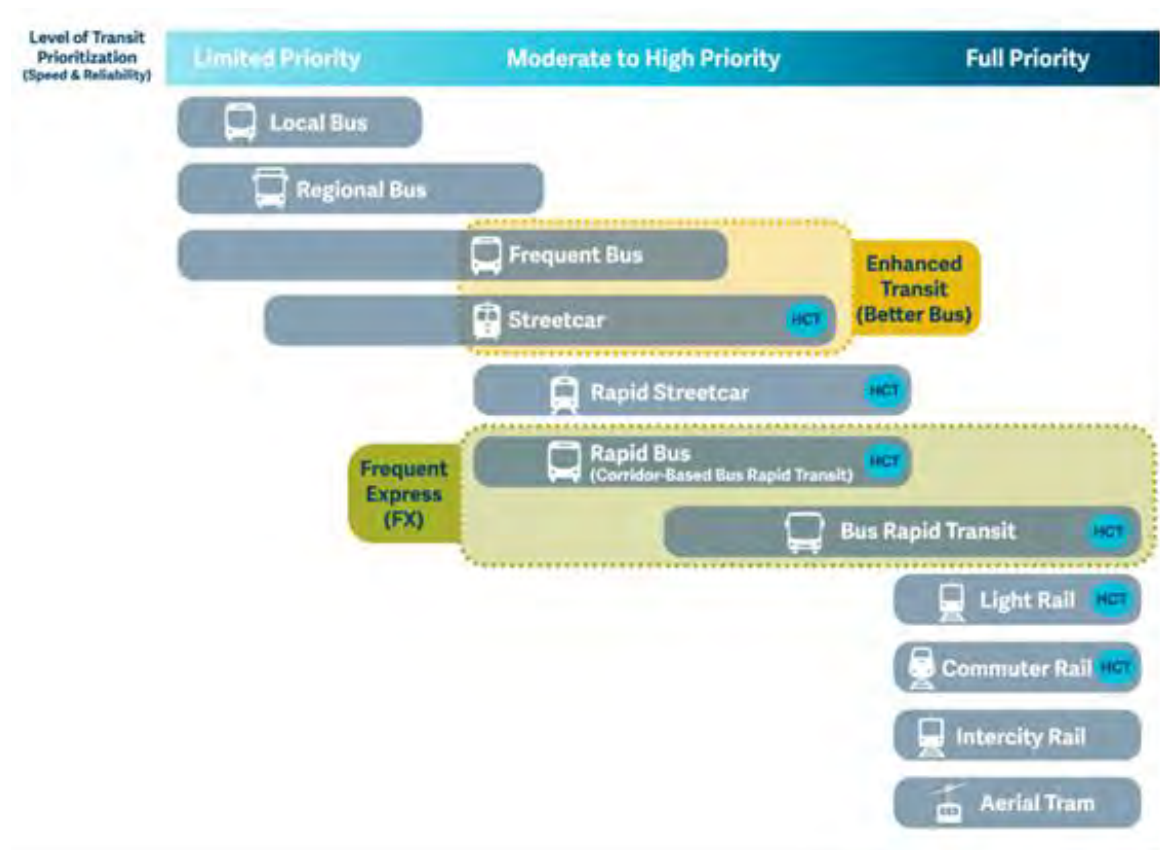 Level of Transit
Prioritization
(Speed & Reliability)
Limited Priority
Moderate to High Priority
Full Priority
Local Bus
Regional Bus
Frequent Bus
Streetcar
HCT
Enhanced
Transit
(Better Bus)
Rapid Streetcar
HCT
Frequent
Express
(FX)
Rapid Bus
(Corridor-Based Bus Rapid Transit)
HCT
Bus Rapid Transit
HCT
Light Rail
HCT
Commuter Rail
HCT
Intercity Rail
Aerial Tram